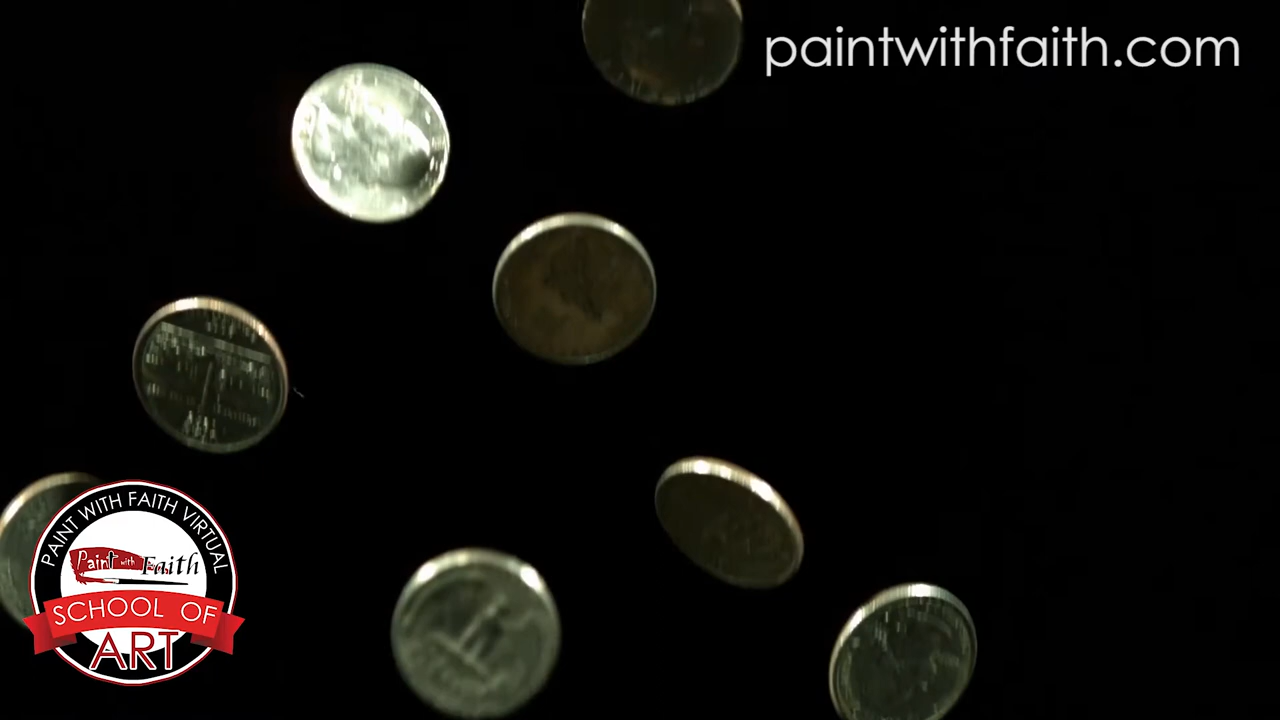 paintwithfaith.com
PAINT WITH FAITH VIRTUAL
Paint with Faith
SCHOOL OF
ART